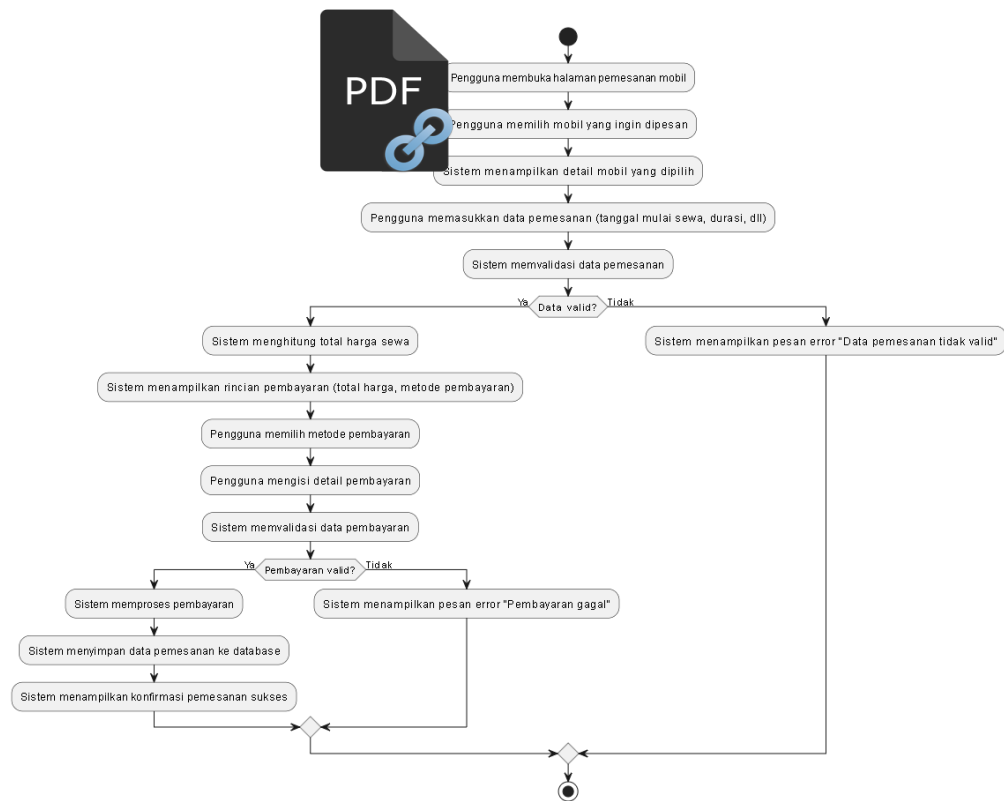 PDF
Pengguna membuka halaman pemesanan mobil
Pengguna memilih mobil yang ingin dipesan
Sistem menampilkan detail mobil yang dipilih
Pengguna memasukkan data pemesanan (tanggal mulai sewa, durasi, dll)
Sistem memvalidasi data pemesanan
Ya
Data valid?
Tidak
Sistem menghitung total harga sewa
Sistem menampilkan pesan error "Data pemesanan tidak valid"
Sistem menampilkan rincian pembayaran (total harga, metode pembayaran)
Pengguna memilih metode pembayaran
Pengguna mengisi detail pembayaran
Sistem memvalidasi data pembayaran
Ya
Pembayaran valid?
Tidak
Sistem memproses pembayaran
Sistem menampilkan pesan error "Pembayaran gagal"
Sistem menyimpan data pemesanan ke database
Sistem menampilkan konfirmasi pemesanan sukses